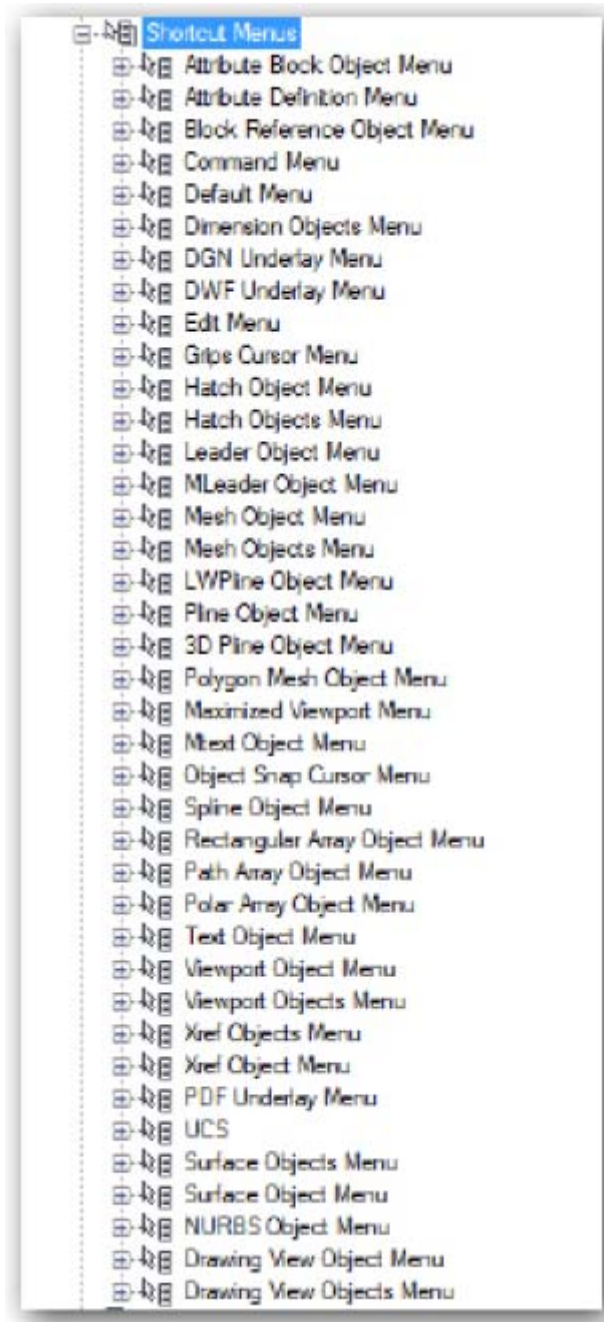 Shortcut Menus
Attribute Block Object Menu
Attribute Definition Menu
Block Reference Object Menu
Command Menu
Default Menu
Dimension Objects Menu
DGN Underlay Menu
DWF Underlay Menu
Edit Menu
Grips Cursor Menu
Hatch Object Menu
Hatch Objects Menu
Leader Object Menu
MLeader Object Menu
Mesh Object Menu
Mesh Objects Menu
LWPline Object Menu
Pline Object Menu
3D Pline Object Menu
Polygon Mesh Object Menu
Maximized Viewport Menu
Mtext Object Menu
Object Snap Cursor Menu
Spline Object Menu
Rectangular Array Object Menu
Path Array Object Menu
Polar Array Object Menu
Text Object Menu
Viewport Object Menu
Viewport Objects Menu
Xref Objects Menu
Xref Object Menu
PDF Underlay Menu
UCS
Surface Objects Menu
Surface Object Menu
NURBS Object Menu
Drawing View Object Menu
Drawing View Objects Menu